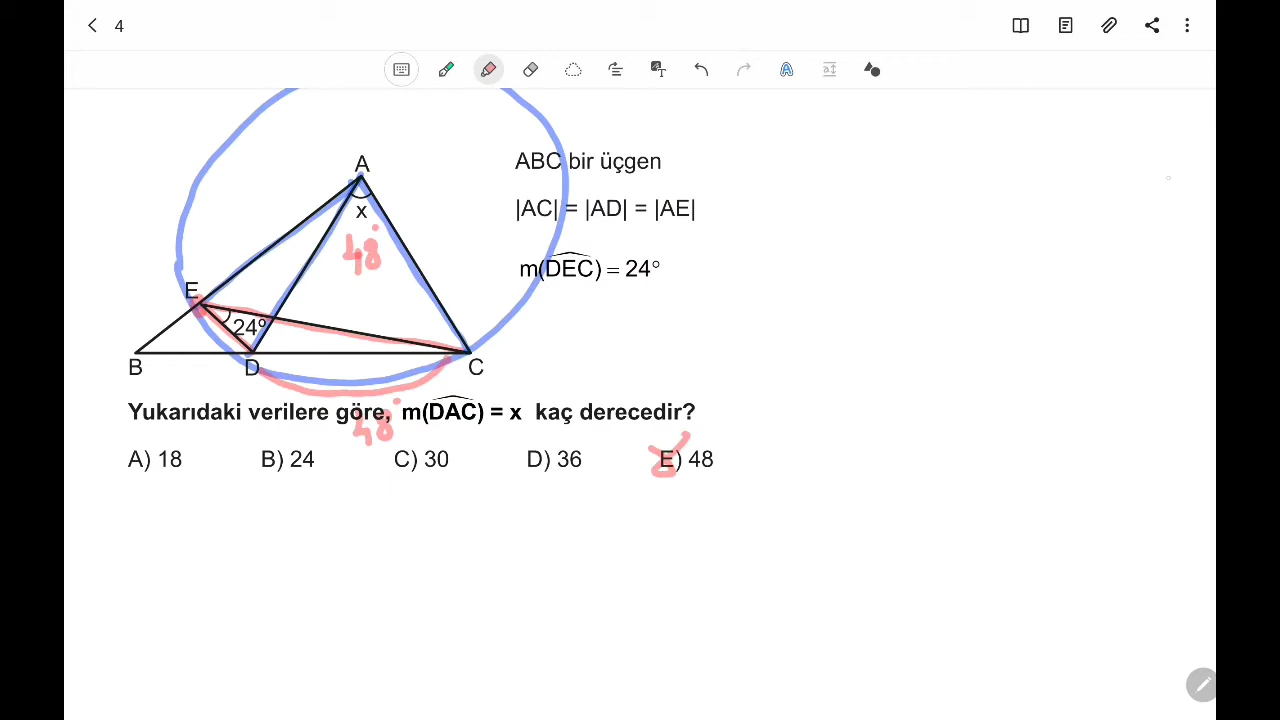 4
A
x
48°
E
24°
B
D
C
ABC bir üçgen
|AC| = |AD| = |AE|
m(DEC) = 24°
Yukarıdaki verilere göre, m(DAC) = x kaç derecedir?
48°
A) 18 B) 24 C) 30 D) 36 E) 48